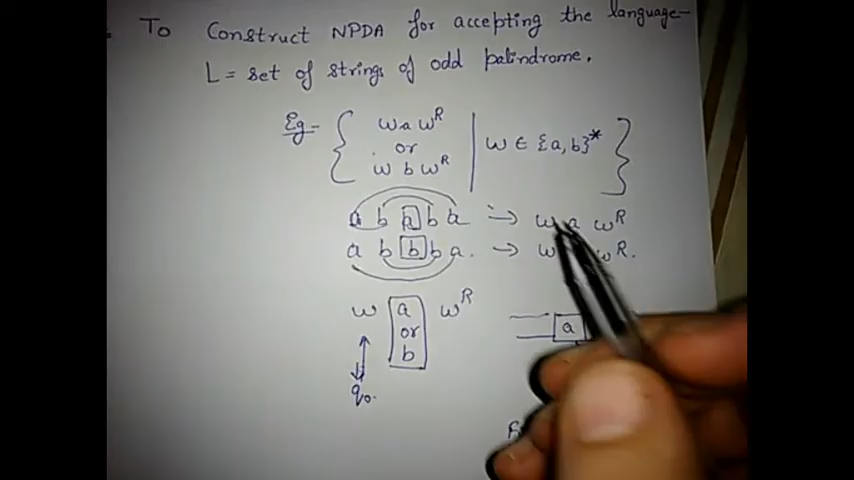 To Construct NPDA for accepting the language-
L = set of strings of odd palindrome.
Eg- { w a w^R
or
w b w^R | w ∈ {a, b}* }
a b a b a → w a w^R
a b b b a. → w w^R.
w a w^R
or
b
a
q0.